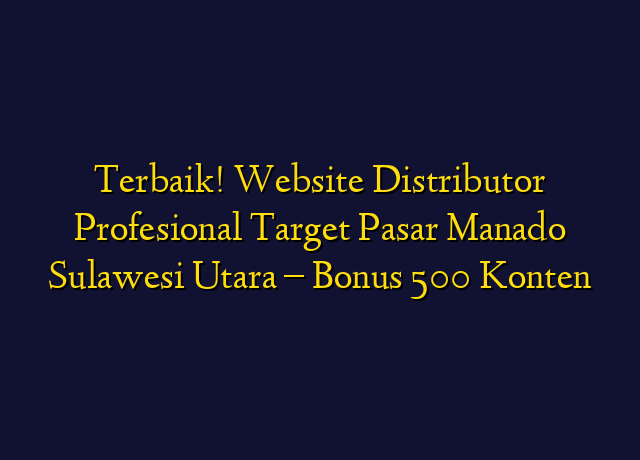 Terbaik! Website Distributor
Profesional Target Pasar Manado
Sulawesi Utara – Bonus 500 Konten